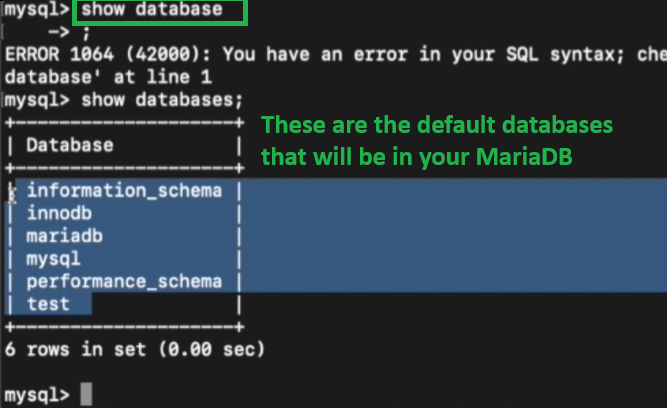 mysql> show database
-> ;
ERROR 1064 (42000): You have an error in your SQL syntax; che
database' at line 1
mysql> show databases;
+--------------------+
| Database |
+--------------------+
| information_schema |
| innodb |
| mariadb |
| mysql |
| performance_schema |
| test |
+--------------------+
6 rows in set (0.00 sec)
These are the default databases
that will be in your MariaDB
mysql>